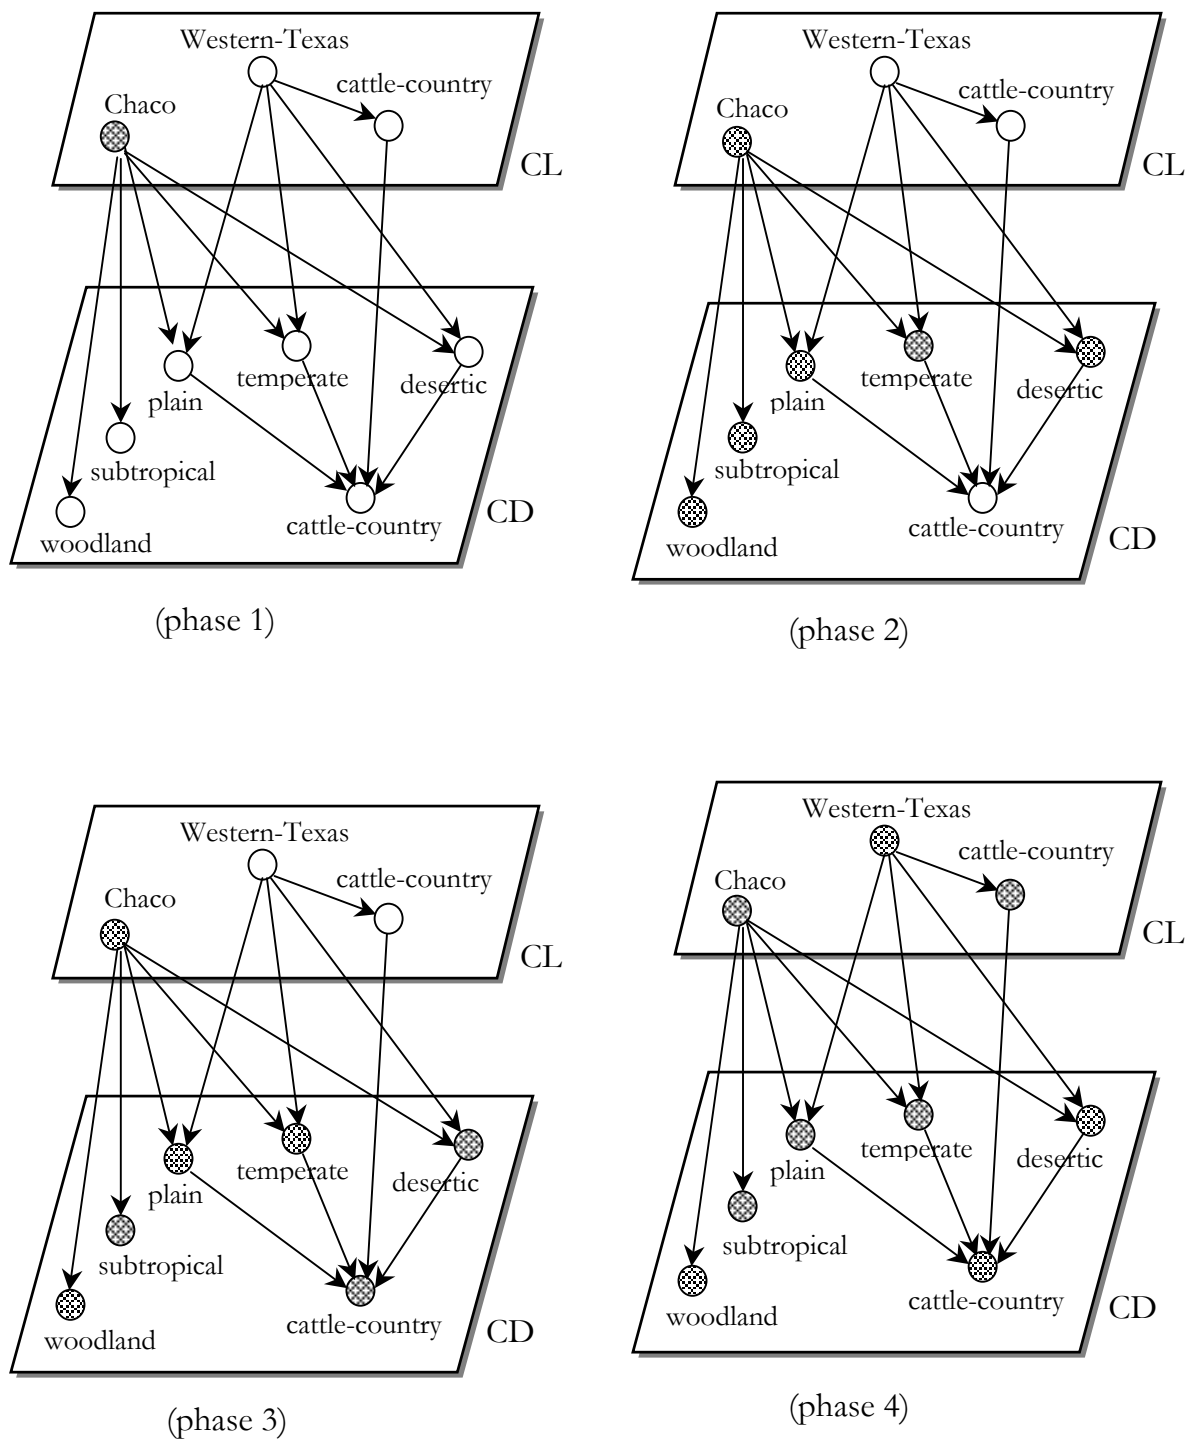 Western-Texas
cattle-country
Chaco
CL
temperate
desertic
plain
subtropical
CD
cattle-country
woodland
(phase 1)
Western-Texas
cattle-country
Chaco
CL
temperate
desertic
plain
subtropical
cattle-country
CD
woodland
(phase 2)
Western-Texas
cattle-country
Chaco
CL
temperate
desertic
plain
subtropical
cattle-country
CD
woodland
(phase 3)
Western-Texas
cattle-country
Chaco
CL
temperate
desertic
plain
subtropical
cattle-country
CD
woodland
(phase 4)